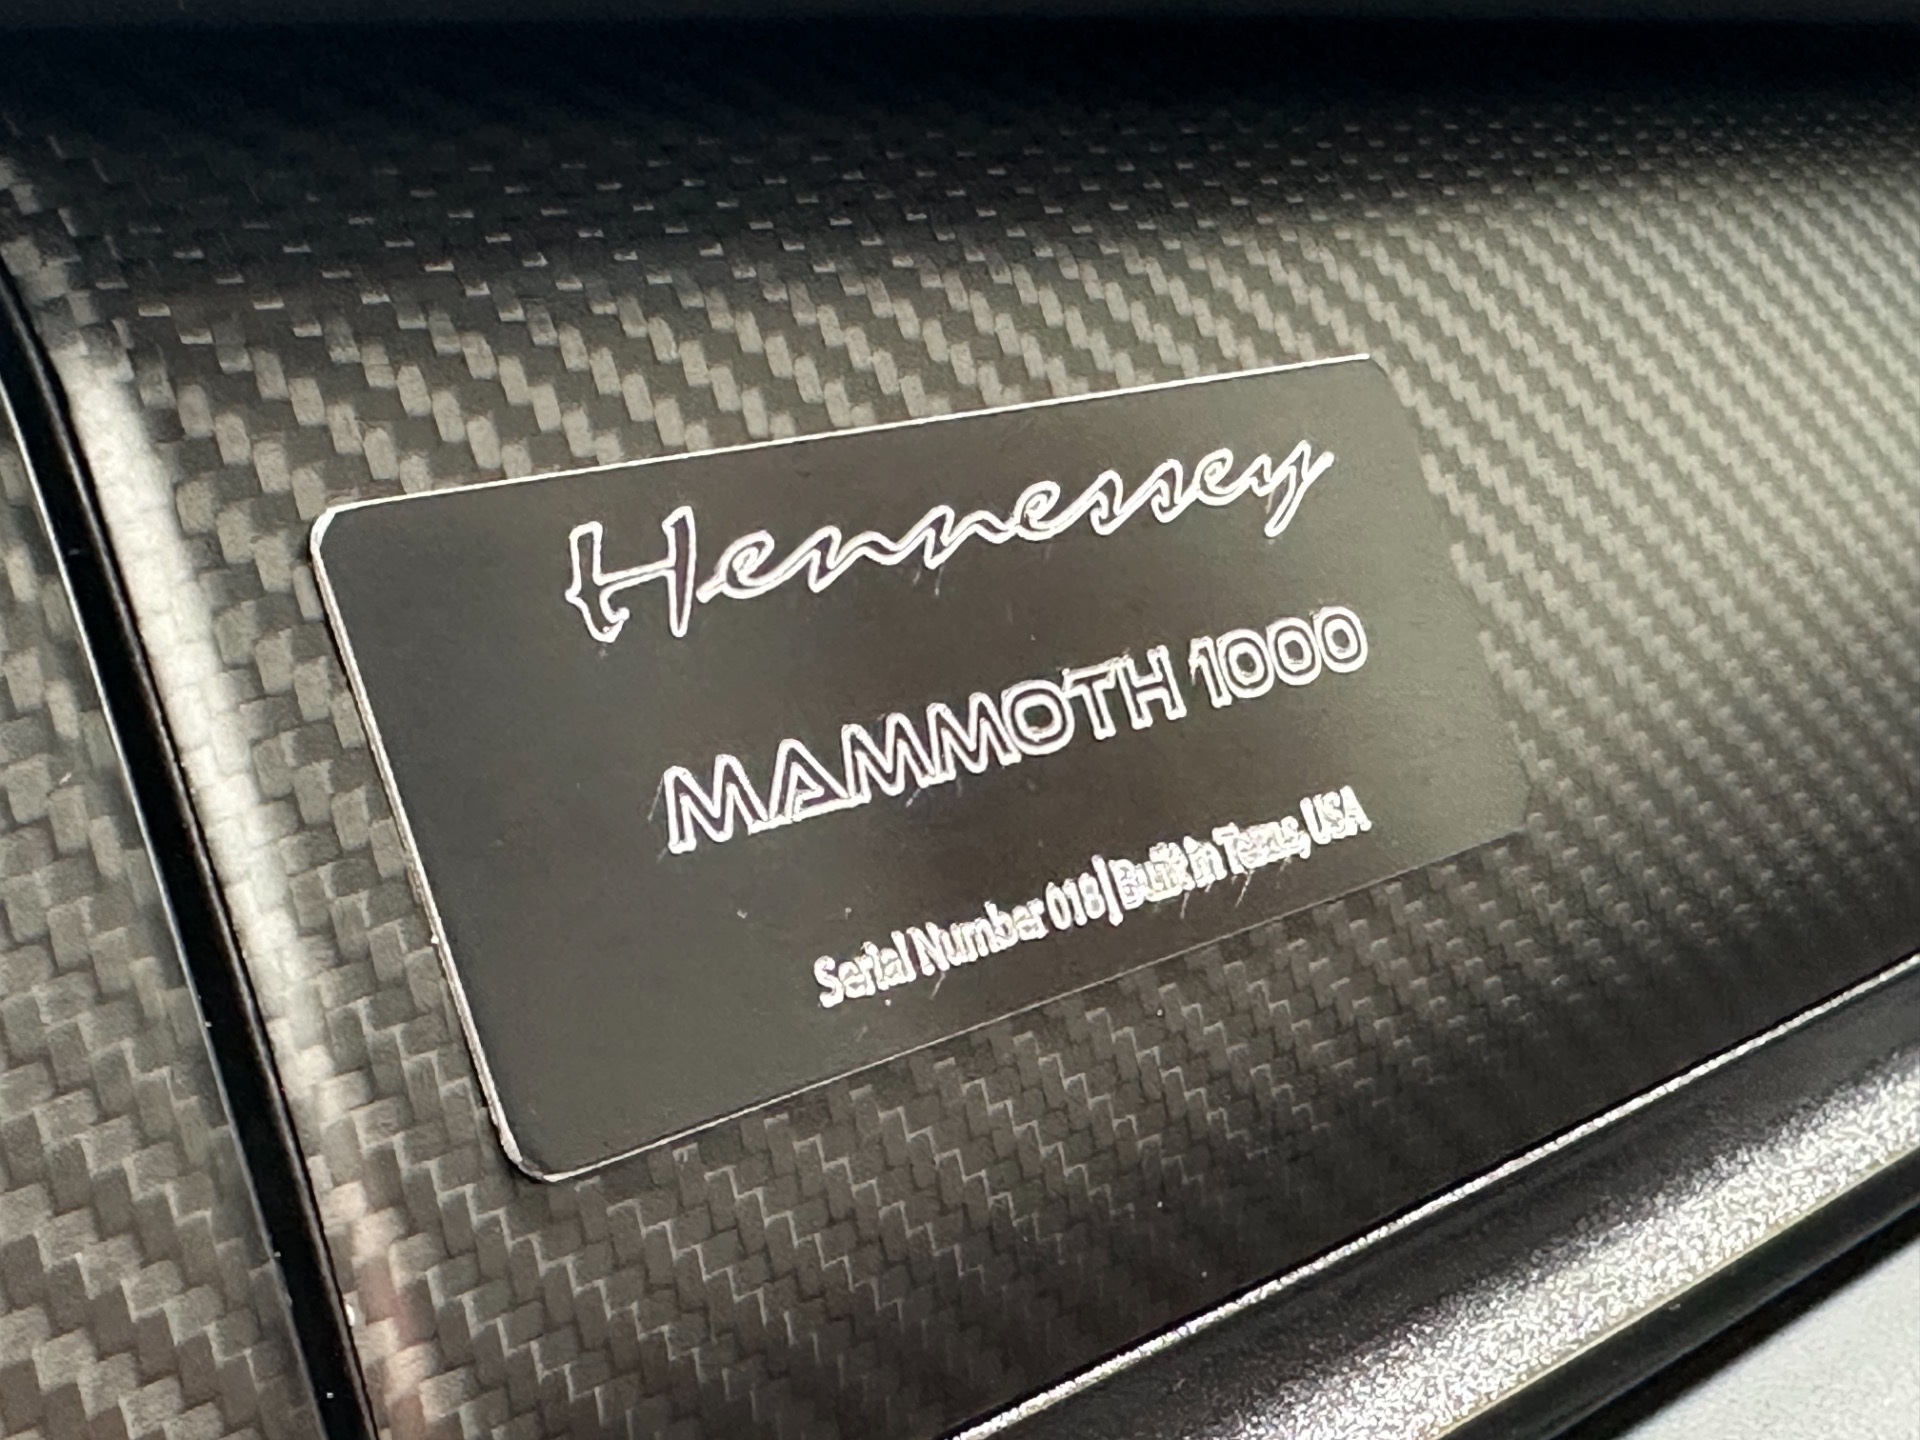 Hennessey
MAMMOTH 1000
Serial Number 018 | Built in Texas, USA